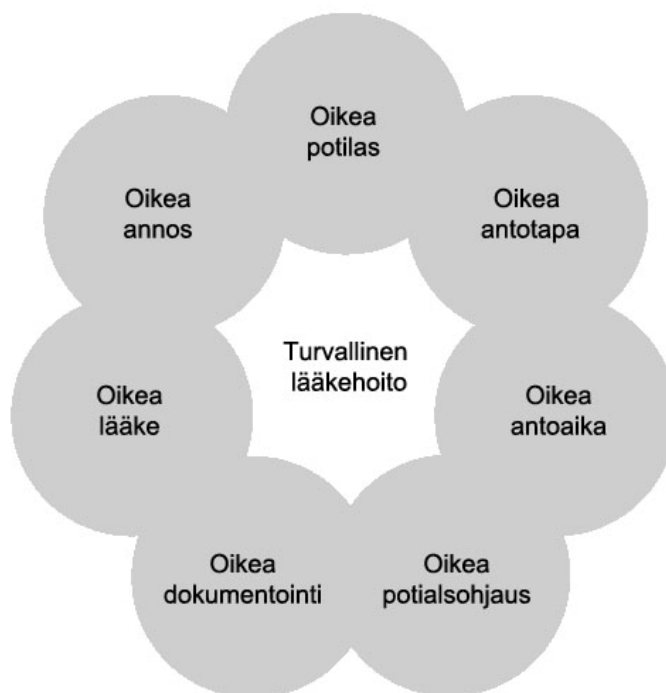 Oikea
potilas
Oikea
annos
Oikea
antotapa
Turvallinen
lääkehoito
Oikea
lääke
Oikea
antoaika
Oikea
dokumentointi
Oikea
potialsohjaus